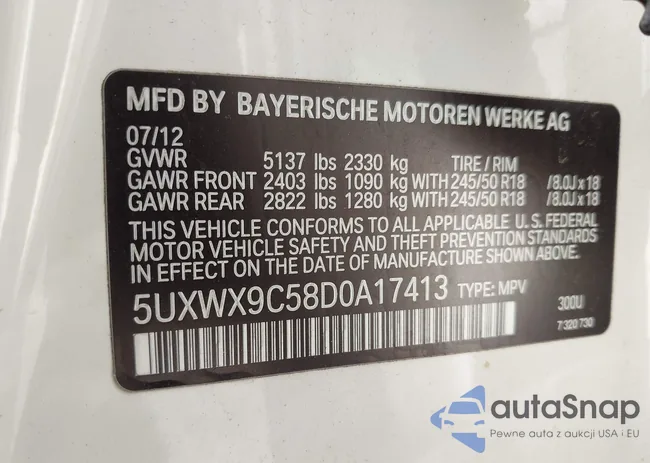 MFD BY BAYERISCHE MOTOREN WERKE AG
07/12
GVWR 5137 lbs 2330 kg TIRE / RIM
GAWR FRONT 2403 lbs 1090 kg WITH 245/50 R18 /8.0J x 18
GAWR REAR 2822 lbs 1280 kg WITH 245/50 R18 /8.0J x 18
THIS VEHICLE CONFORMS TO ALL APPLICABLE U.S. FEDERAL
MOTOR VEHICLE SAFETY AND THEFT PREVENTION STANDARDS
IN EFFECT ON THE DATE OF MANUFACTURE SHOWN ABOVE.
5UXWX9C58D0A17413 TYPE: MPV 300U
7 320 730
autaSnap
Pewne auta z aukcji USA i EU